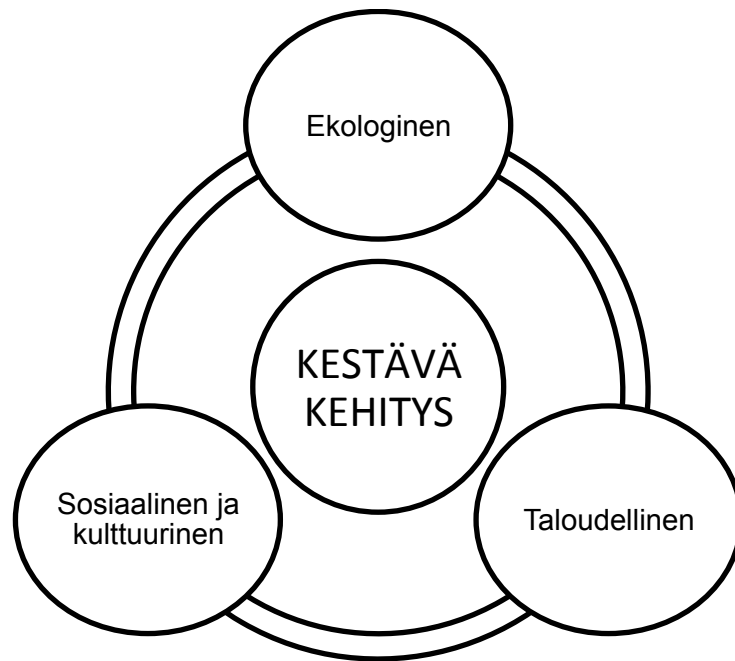 Ekologinen
KESTÄVÄ
KEHITYS
Sosiaalinen ja
kulttuurinen
Taloudellinen